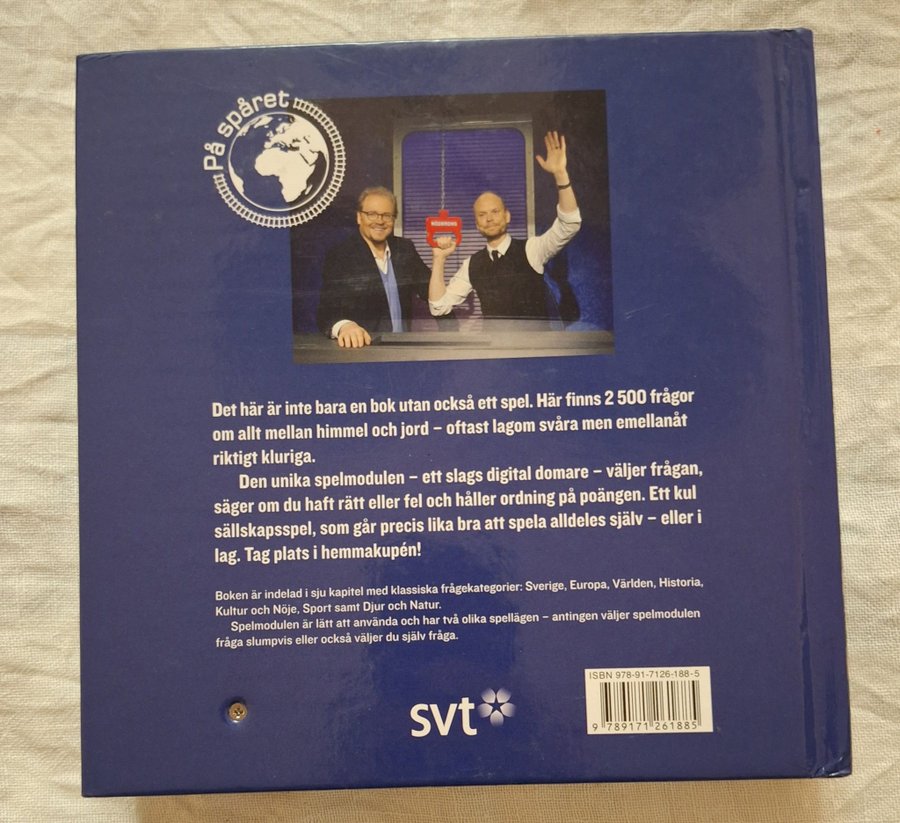 På spåret
NÖDBROMS
Det här är inte bara en bok utan också ett spel. Här finns 2 500 frågor
om allt mellan himmel och jord – oftast lagom svåra men emellanåt
riktigt kluriga.
Den unika spelmodulen – ett slags digital domare – väljer frågan,
säger om du haft rätt eller fel och håller ordning på poängen. Ett kul
sällskapsspel, som går precis lika bra att spela alldeles själv – eller i
lag. Tag plats i hemmakupén!
Boken är indelad i sju kapitel med klassiska frågekategorier: Sverige, Europa, Världen, Historia,
Kultur och Nöje, Sport samt Djur och Natur.
Spelmodulen är lätt att använda och har två olika spellägen – antingen väljer spelmodulen
fråga slumpvis eller också väljer du själv fråga.
ISBN 978-91-7126-188-5
9 789171 261885
svt